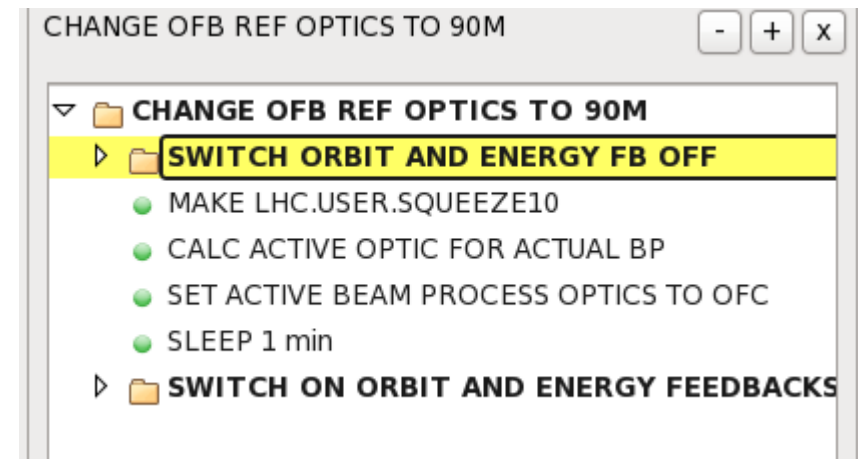 CHANGE OFB REF OPTICS TO 90M - + x
CHANGE OFB REF OPTICS TO 90M
SWITCH ORBIT AND ENERGY FB OFF
MAKE LHC.USER.SQUEEZE10
CALC ACTIVE OPTIC FOR ACTUAL BP
SET ACTIVE BEAM PROCESS OPTICS TO OFC
SLEEP 1 min
SWITCH ON ORBIT AND ENERGY FEEDBACKS